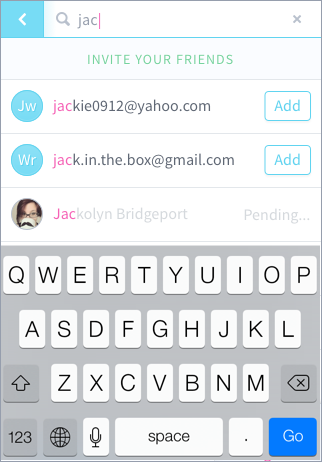 jac
INVITE YOUR FRIENDS
Jw jackie0912@yahoo.com Add
Wr jack.in.the.box@gmail.com Add
Jackolyn Bridgeport Pending...
Q W E R T Y U I O P
A S D F G H J K L
Z X C V B N M
123 space . Go